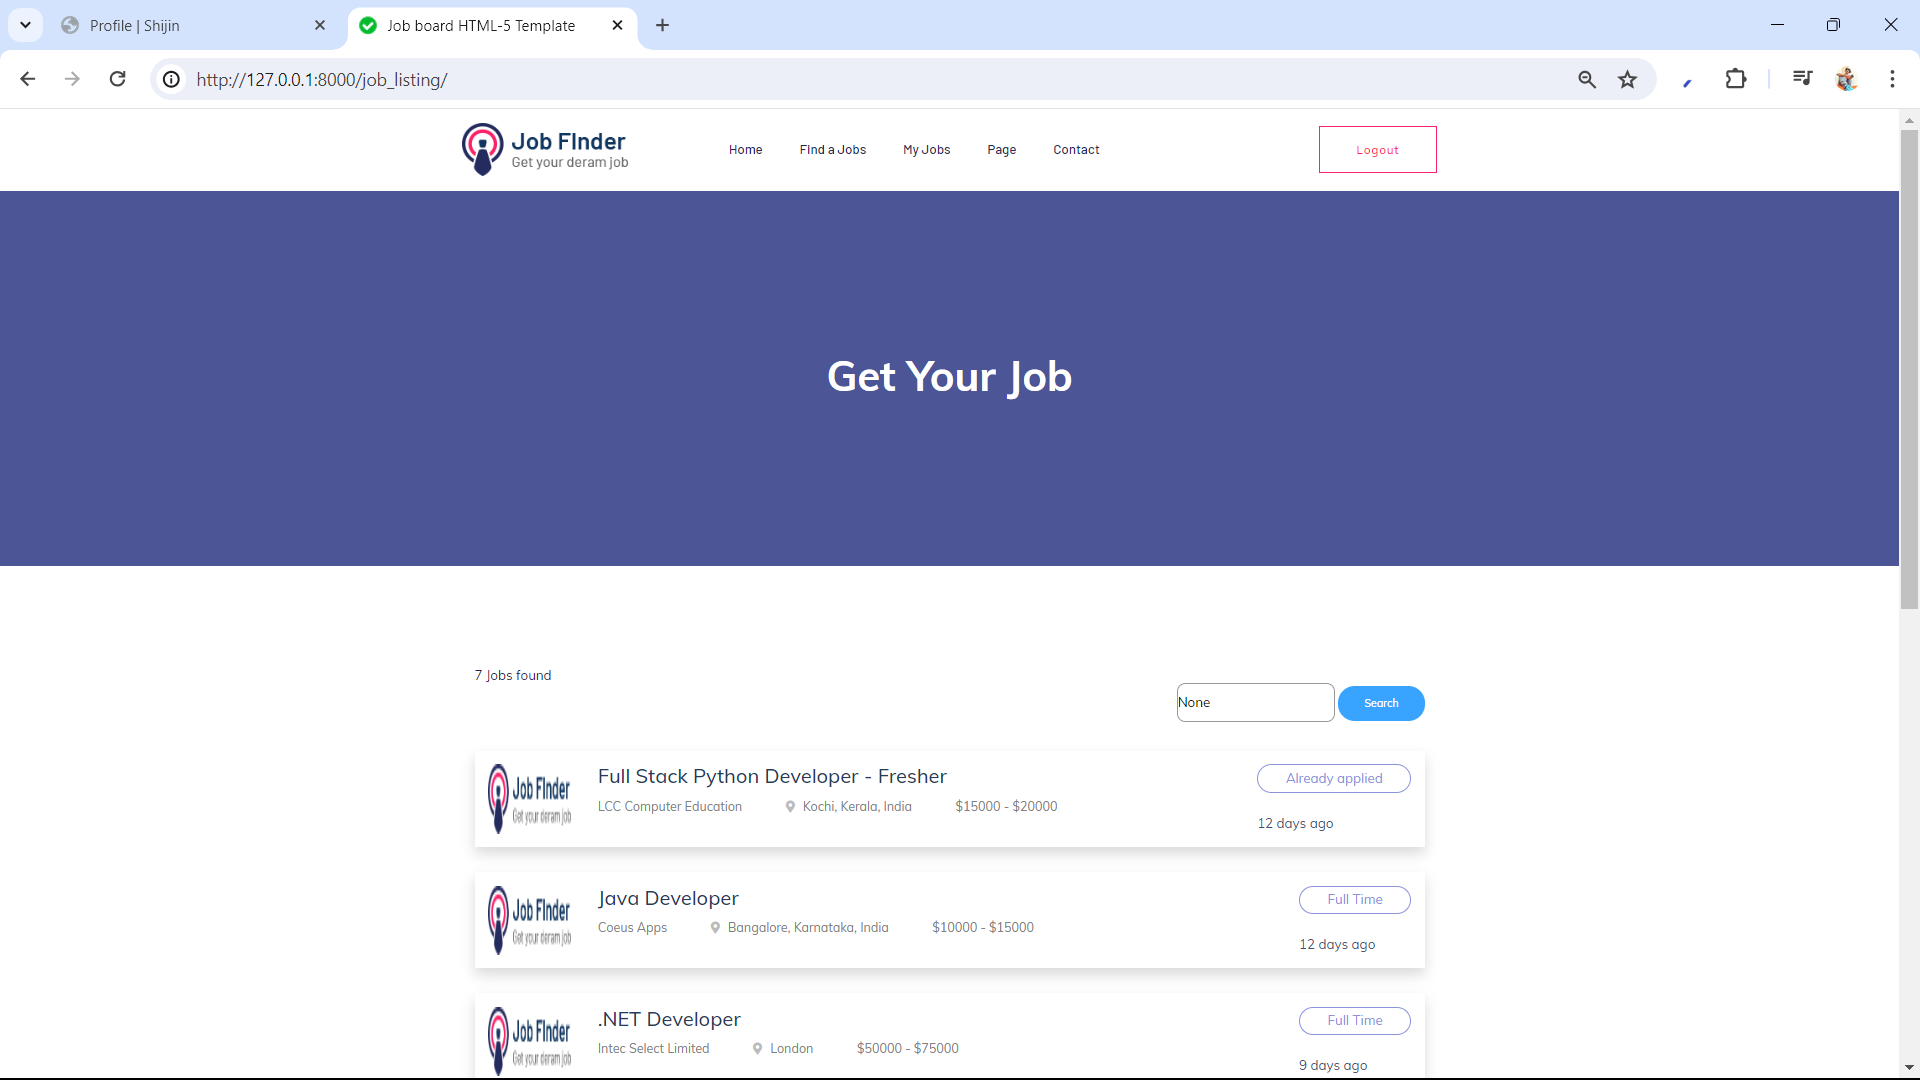 Profile | Shijin
Job board HTML-5 Template
http://127.0.0.1:8000/job_listing/
Job FInder
Get your deram job
Home
Find a Jobs
My Jobs
Page
Contact
Logout
Get Your Job
7 Jobs found
None
Search
Job FInder
Get your deram job
Full Stack Python Developer - Fresher
LCC Computer Education
Kochi, Kerala, India
$15000 - $20000
Already applied
12 days ago
Job FInder
Get your deram job
Java Developer
Coeus Apps
Bangalore, Karnataka, India
$10000 - $15000
Full Time
12 days ago
Job FInder
Get your deram job
.NET Developer
Intec Select Limited
London
$50000 - $75000
Full Time
9 days ago